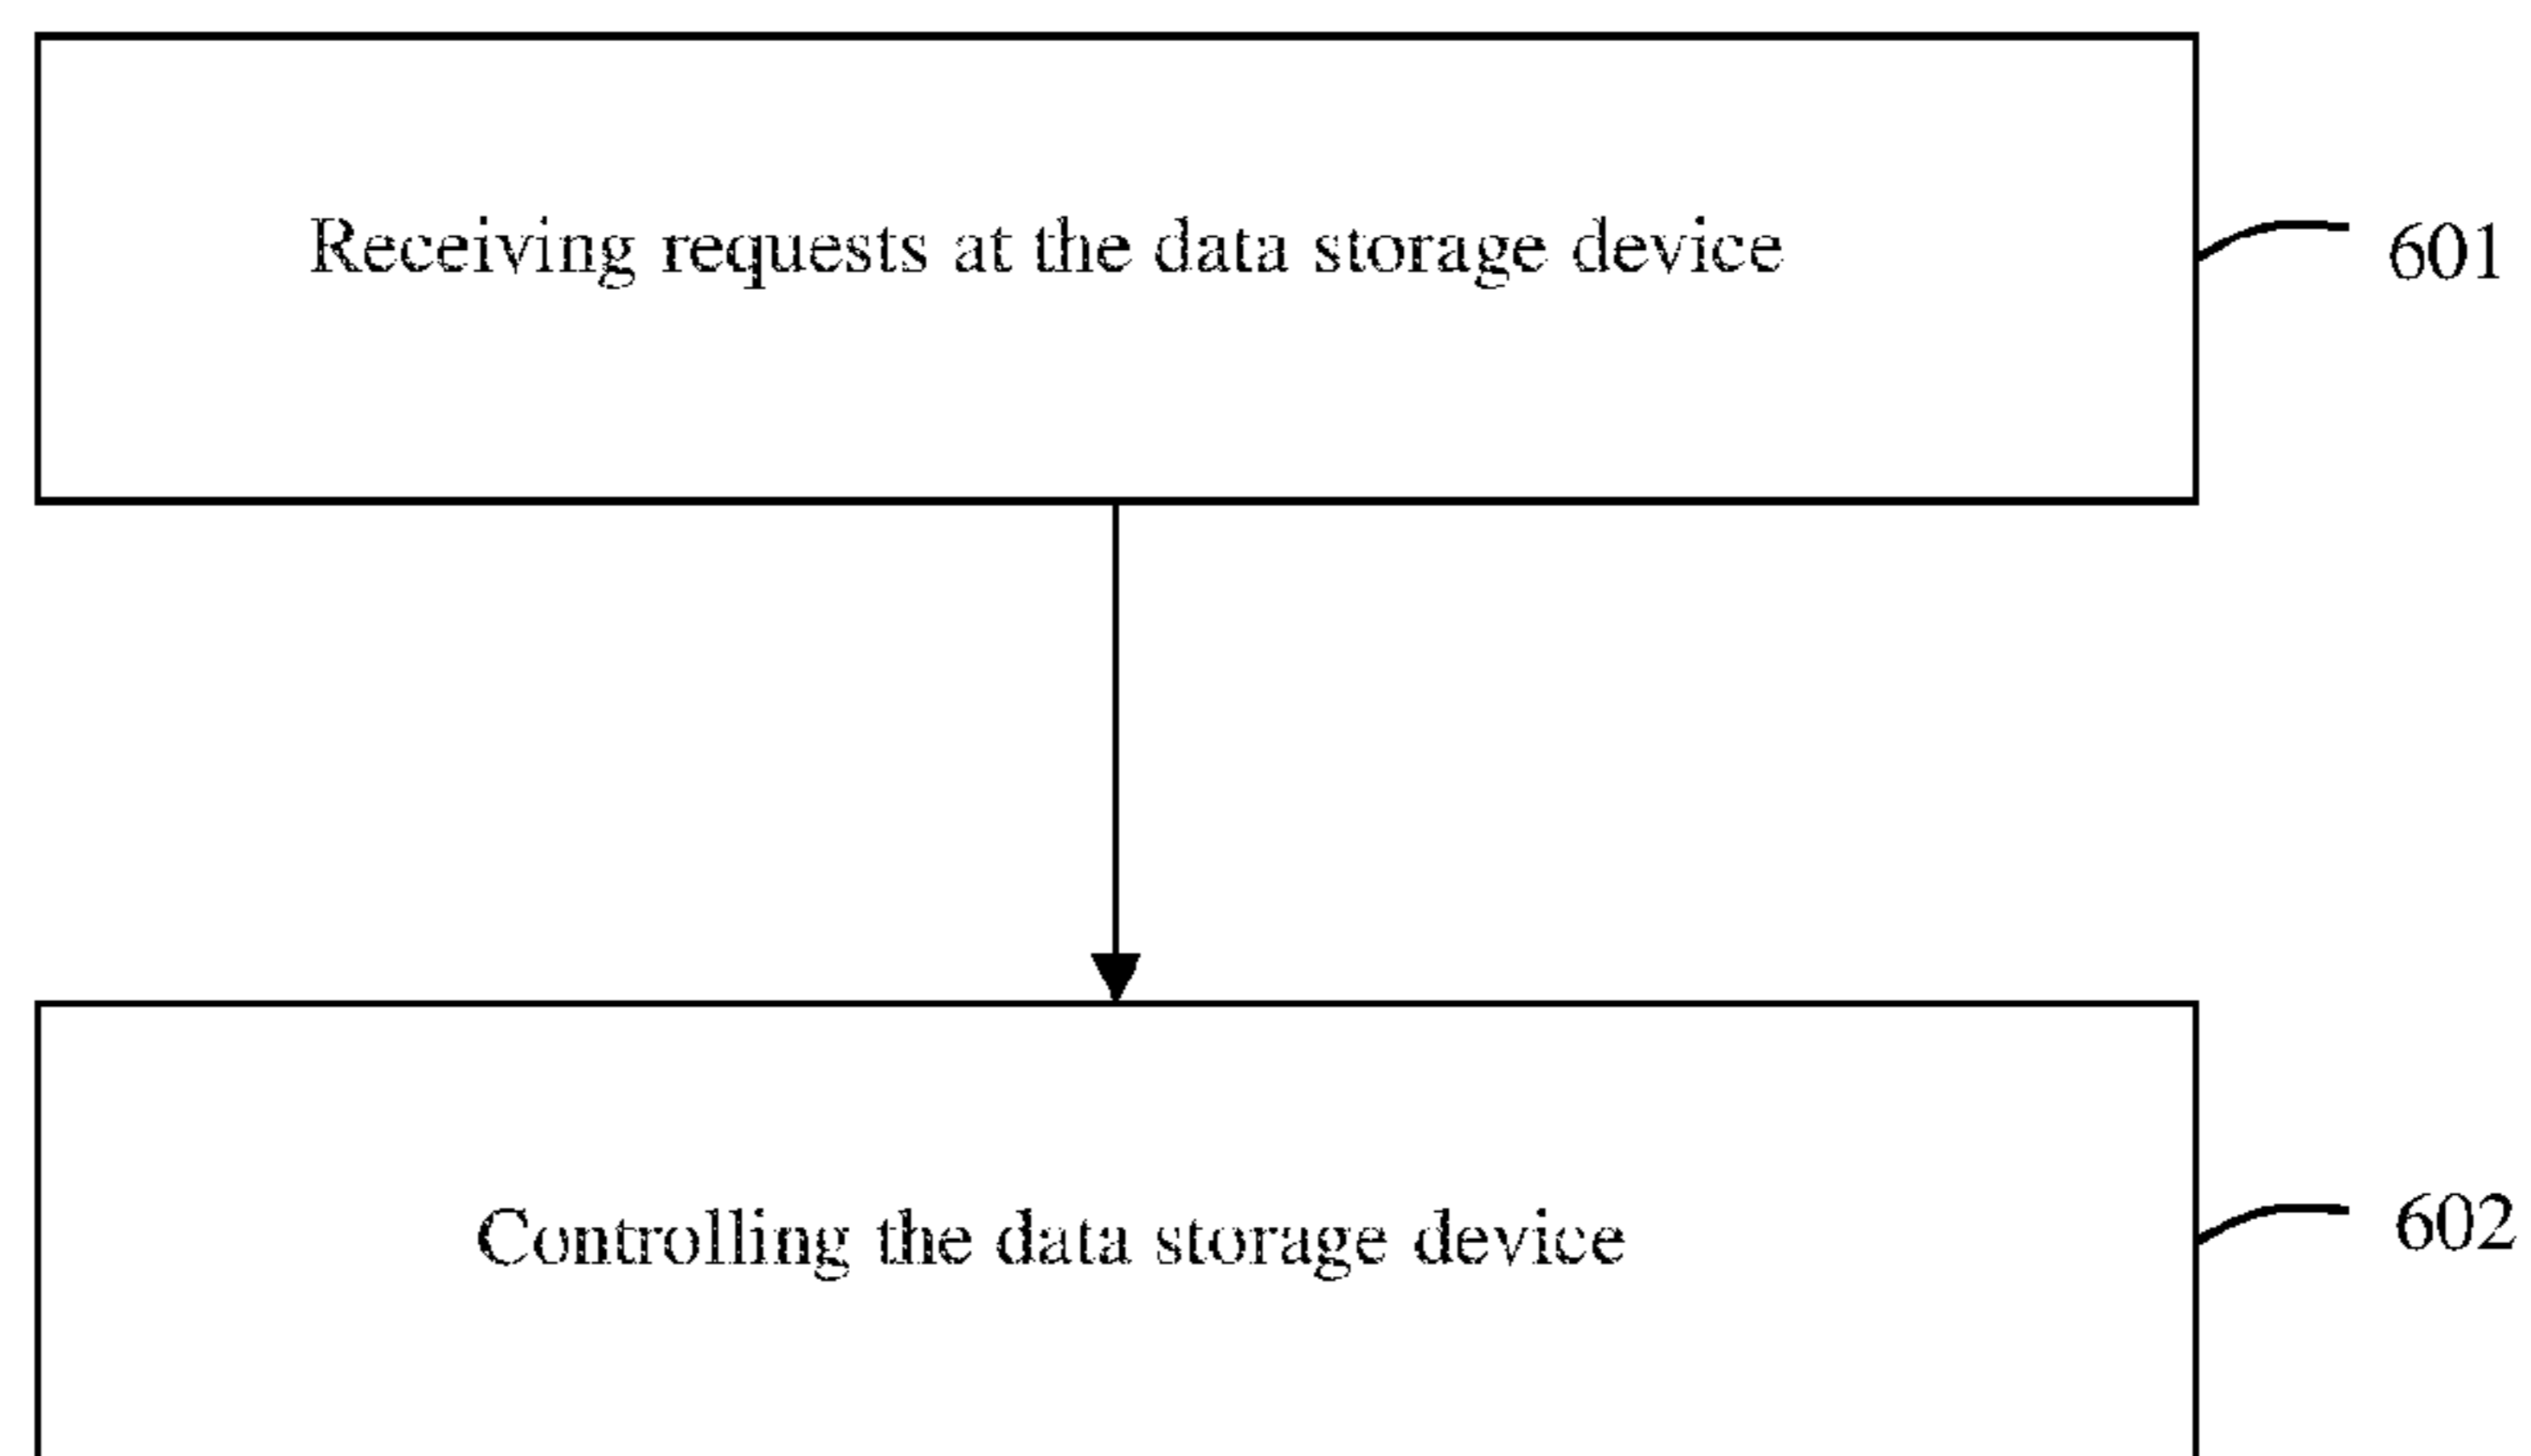 Receiving requests at the data storage device
601
Controlling the data storage device
602